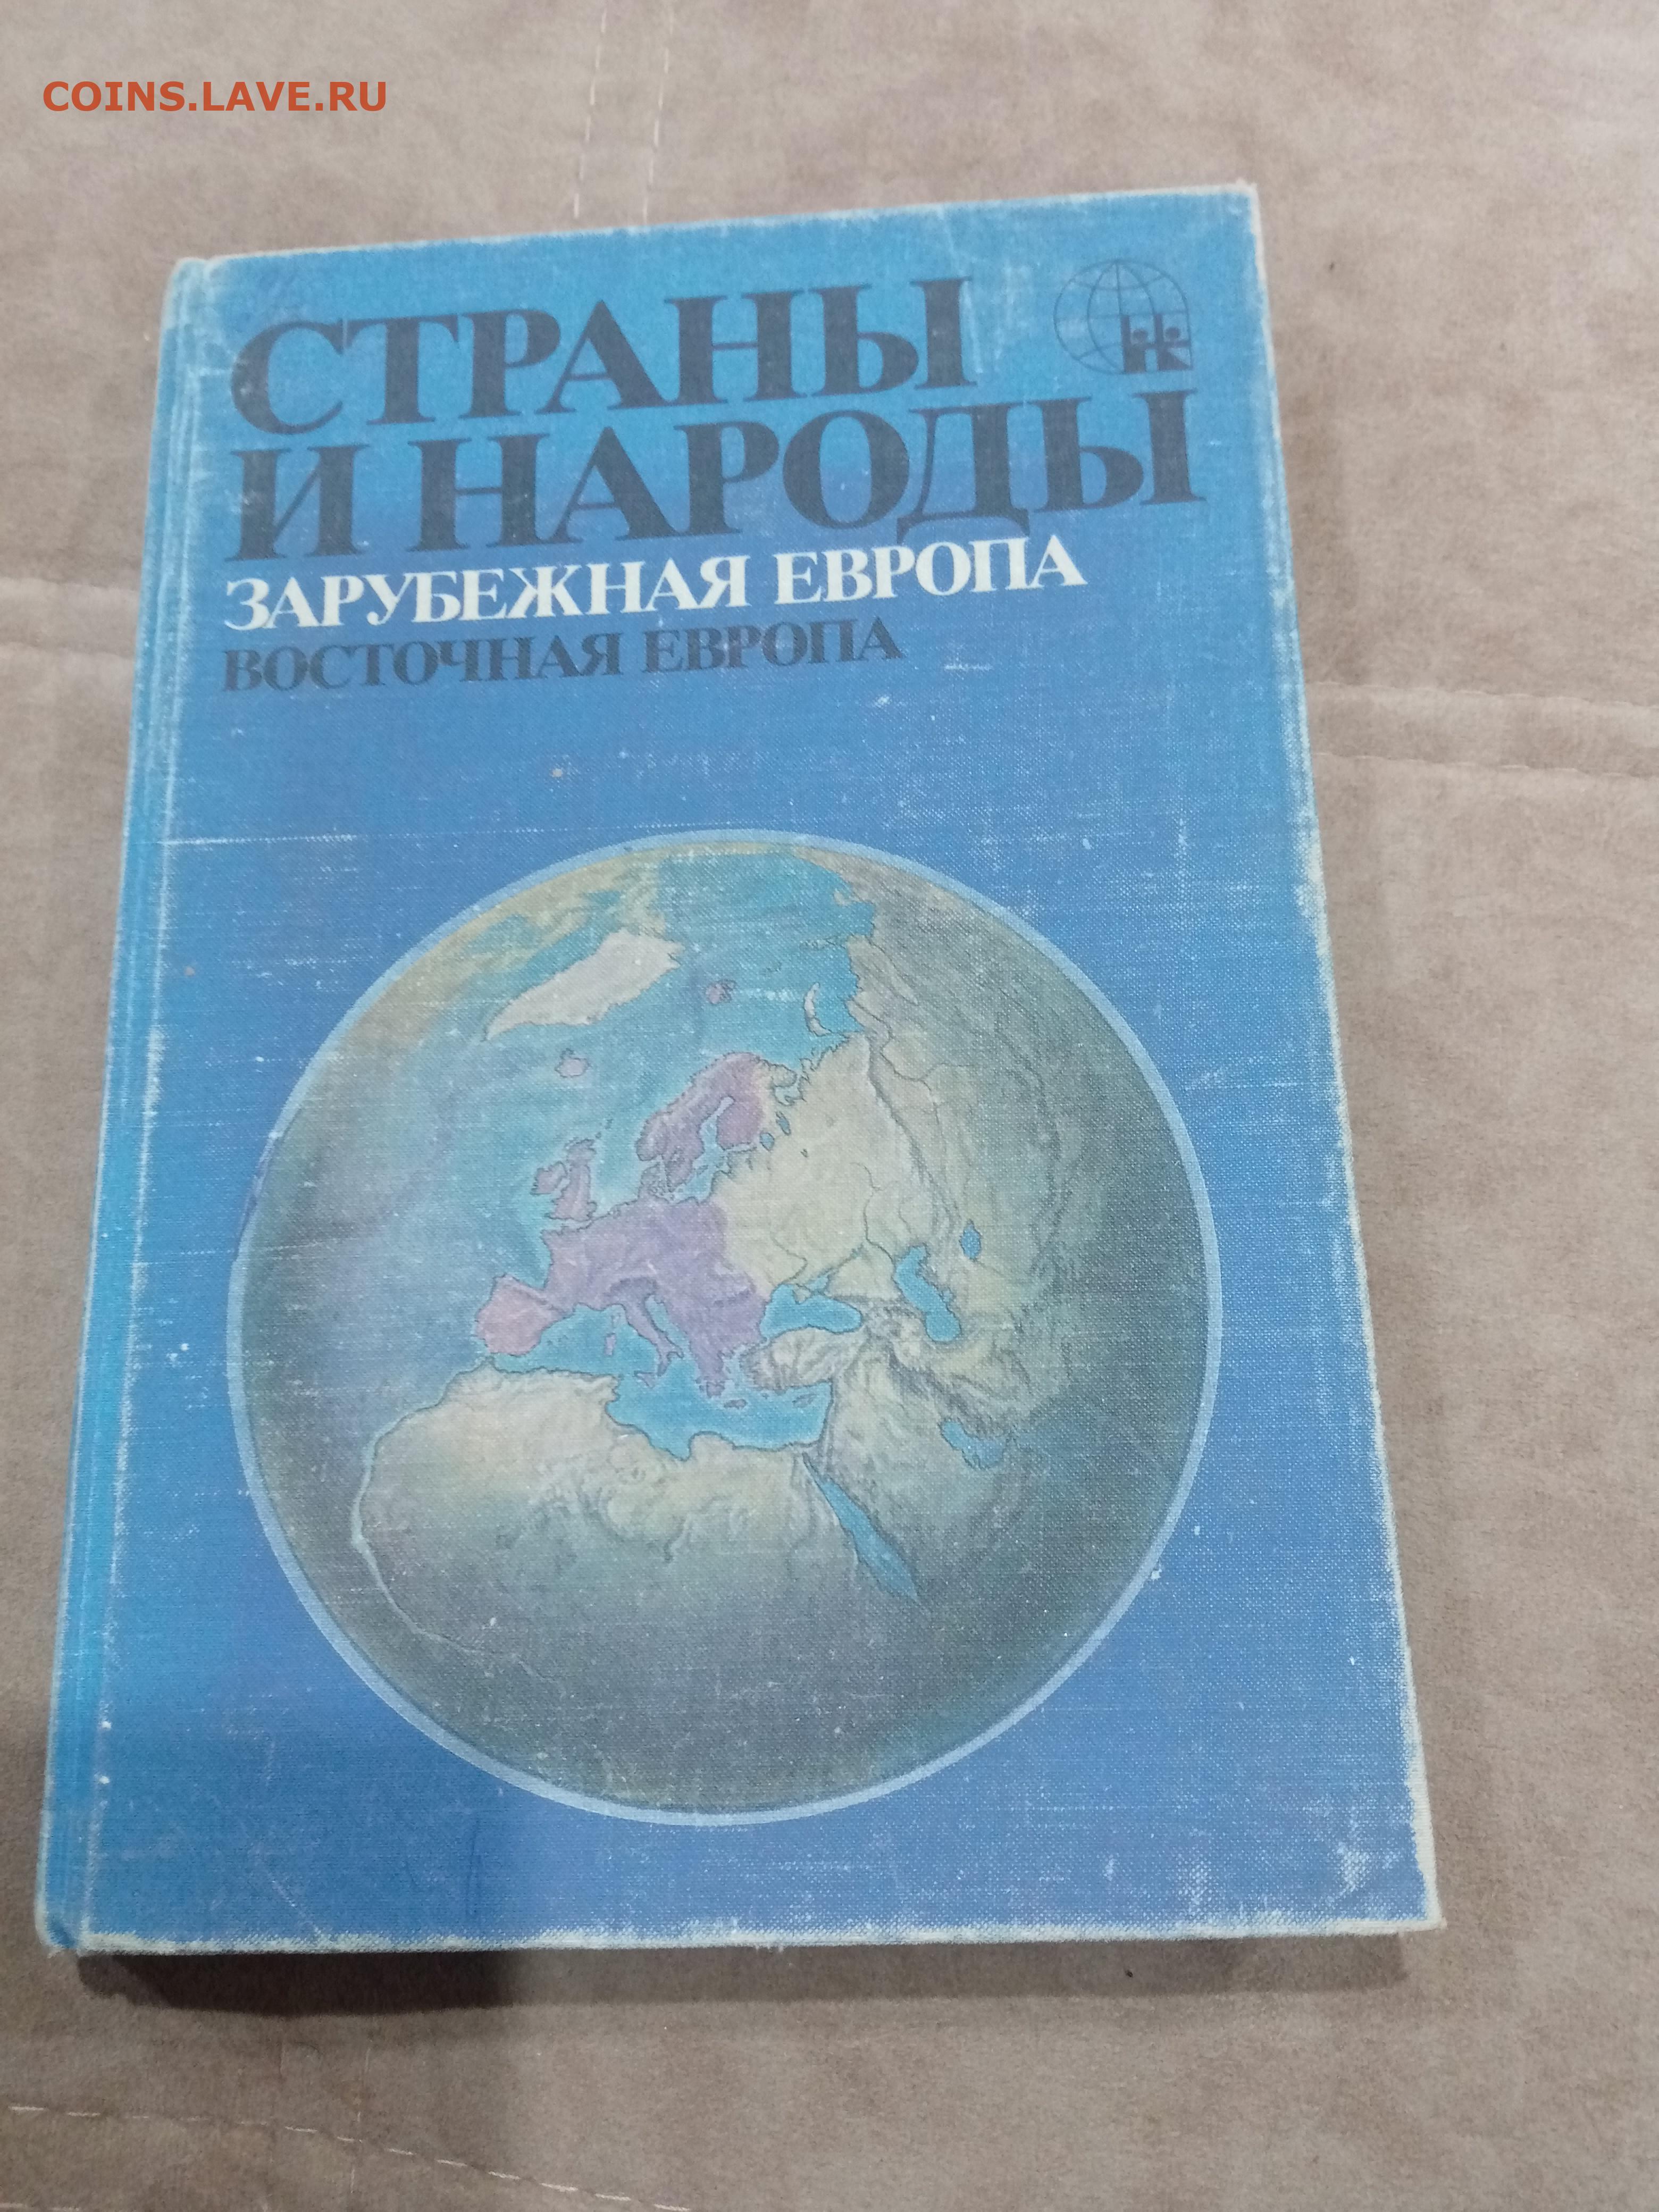 COINS.LAVE.RU
СТРАНЫ
И НАРОДЫ
ЗАРУБЕЖНАЯ ЕВРОПА
ВОСТОЧНАЯ ЕВРОПА